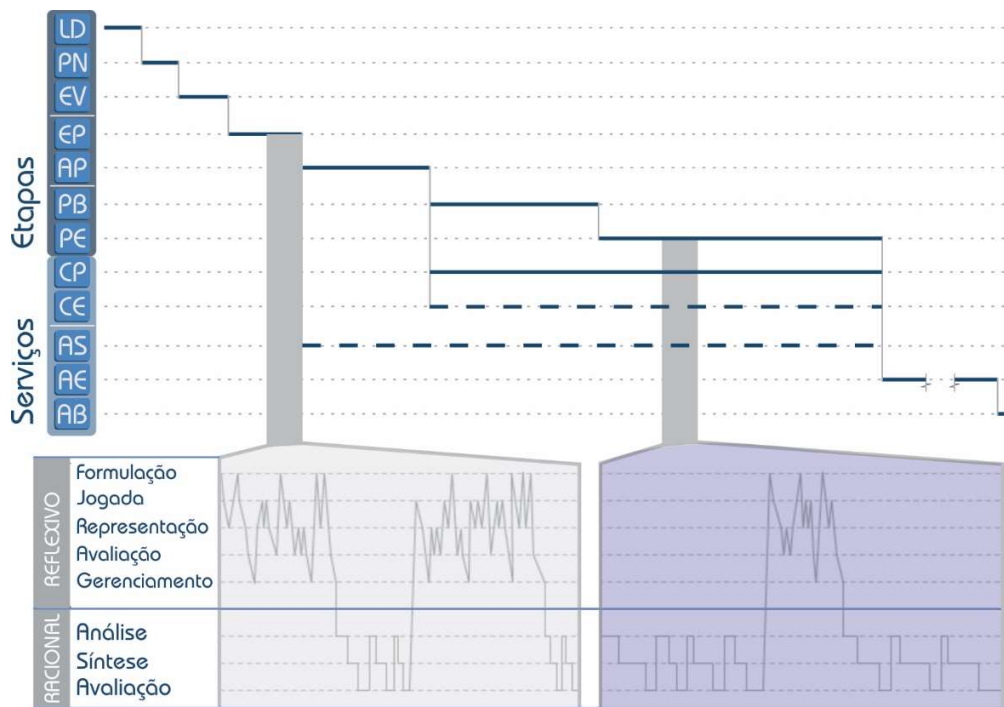 Etapas
LD
PN
EV
EP
AP
PB
PE
Serviços
CP
CE
AS
AE
AB
REFLEXIVO
Formulação
Jogada
Representação
Avaliação
Gerenciamento
RACIONAL
Análise
Síntese
Avaliação